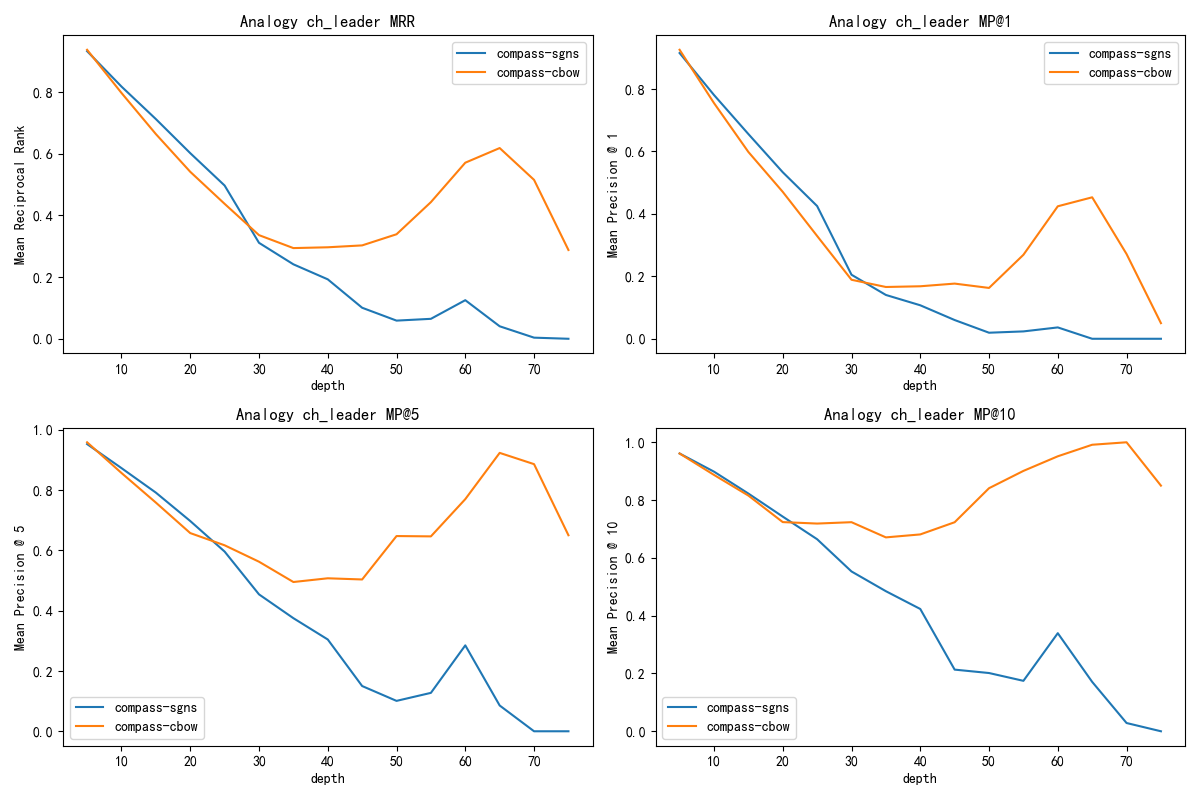 Analogy ch_leader MRR
Mean Reciprocal Rank
0.8
0.6
0.4
0.2
0.0
10 20 30 40 50 60 70
depth
compass-sgns
compass-cbow
Analogy ch_leader MP@1
Mean Precision @ 1
0.8
0.6
0.4
0.2
0.0
10 20 30 40 50 60 70
depth
compass-sgns
compass-cbow
Analogy ch_leader MP@5
Mean Precision @ 5
1.0
0.8
0.6
0.4
0.2
0.0
10 20 30 40 50 60 70
depth
compass-sgns
compass-cbow
Analogy ch_leader MP@10
Mean Precision @ 10
1.0
0.8
0.6
0.4
0.2
0.0
10 20 30 40 50 60 70
depth
compass-sgns
compass-cbow